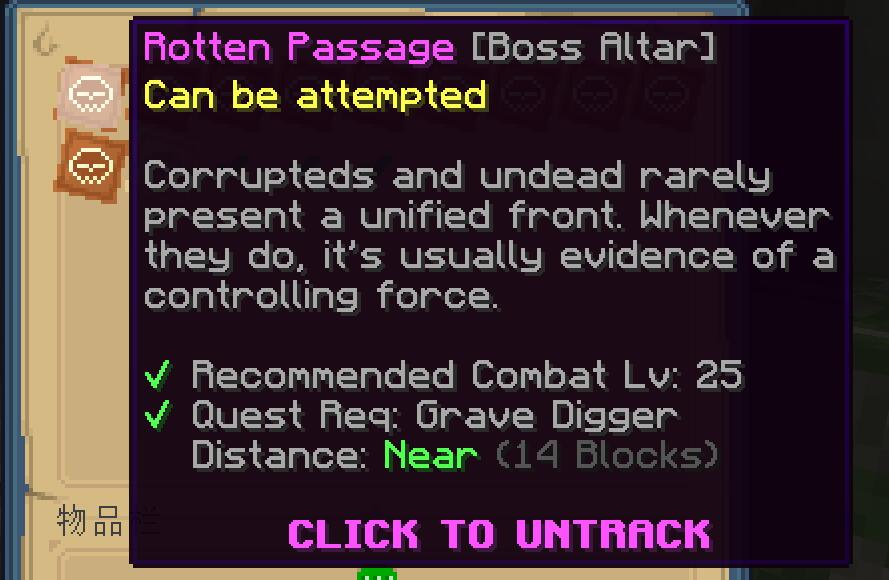 Rotten Passage [Boss Altar]
Can be attempted
Corrupteds and undead rarely
present a unified front. Whenever
they do, it's usually evidence of a
controlling force.
✓ Recommended Combat Lv: 25
✓ Quest Req: Grave Digger
Distance: Near (14 Blocks)
CLICK TO UNTRACK
物品栏